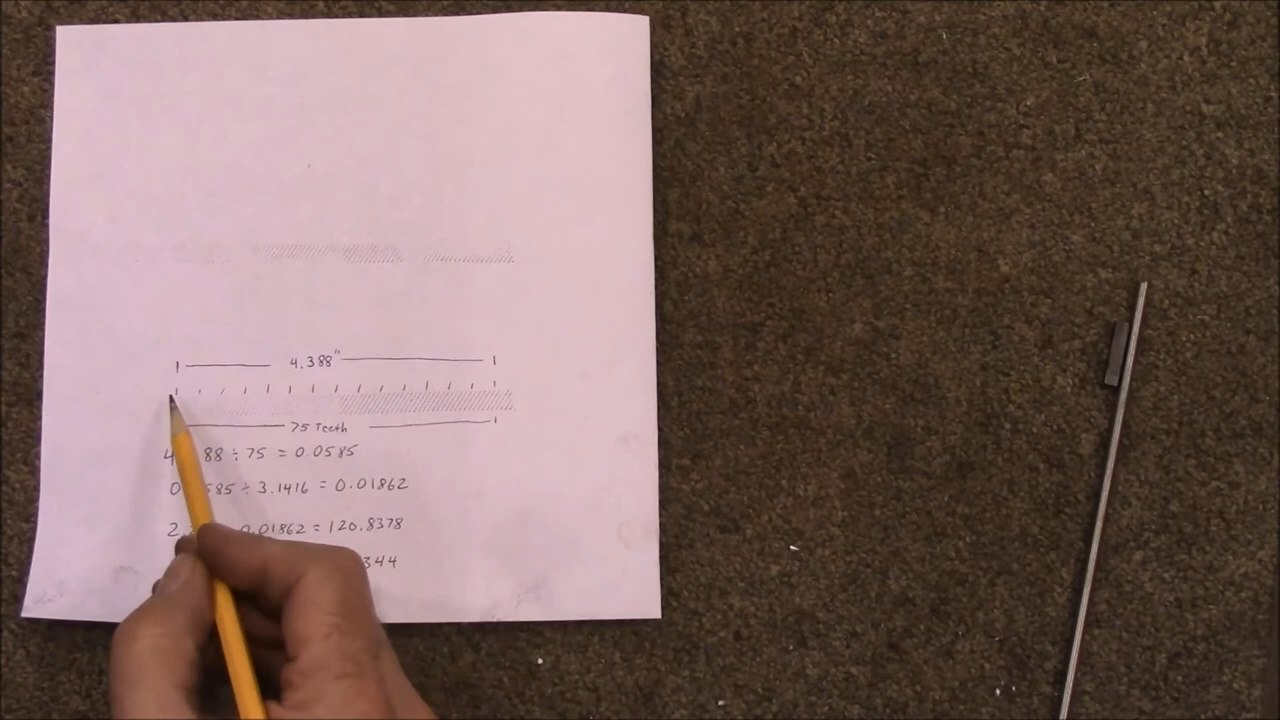 4.388"
75 Teeth
88 ÷ 75 = 0.0585
585 ÷ 3.1416 = 0.01862
0.01862 = 120.8378
344